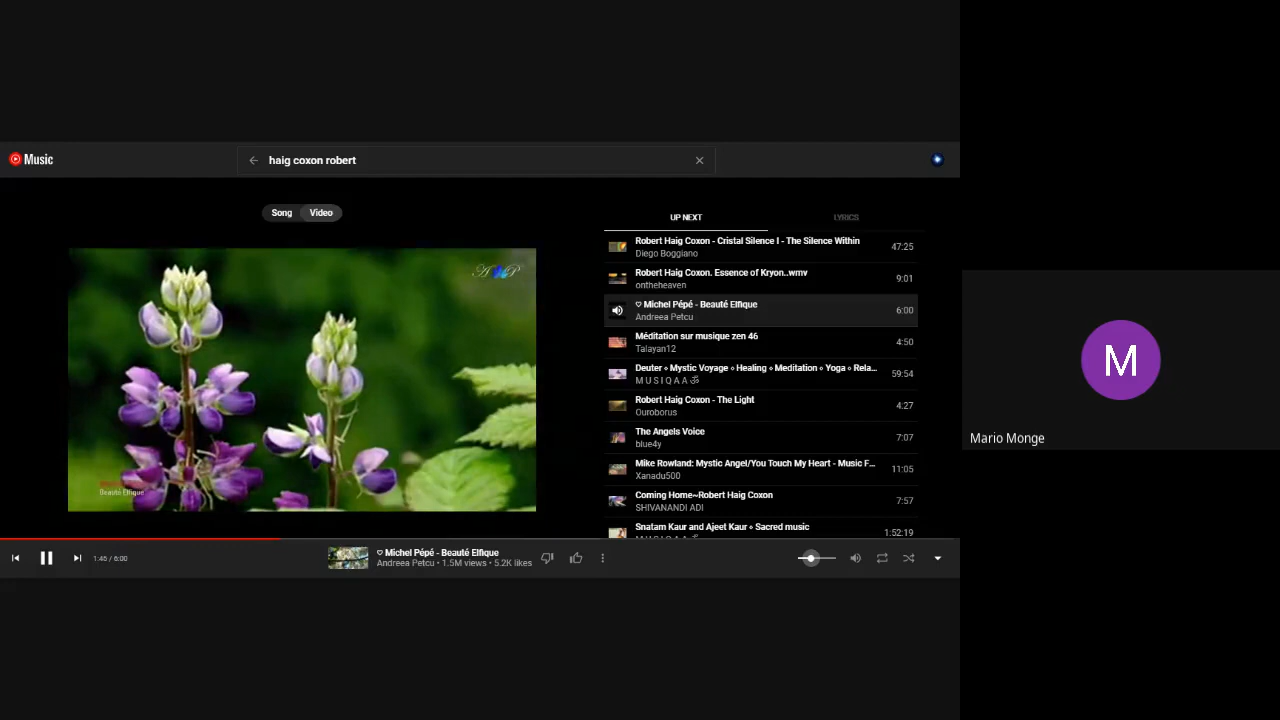 Music
haig coxon robert
Song
Video
UP NEXT
LYRICS
Robert Haig Coxon - Cristal Silence I - The Silence Within
Diego Boggiano
47:25
Robert Haig Coxon. Essence of Kryon..wmv
ontheheaven
9:01
♡ Michel Pépé - Beauté Elfique
Andreea Petcu
6:00
Méditation sur musique zen 46
Talayan12
4:50
Deuter ⋄ Mystic Voyage ⋄ Healing ⋄ Meditation ⋄ Yoga ⋄ Rela...
M U S I Q A A ॐ
59:54
Robert Haig Coxon - The Light
Ouroborus
4:27
The Angels Voice
blue4y
7:07
Mike Rowland: Mystic Angel/You Touch My Heart - Music F...
Xanadu500
11:05
Coming Home~Robert Haig Coxon
SHIVANANDI ADI
7:57
Snatam Kaur and Ajeet Kaur ⋄ Sacred music
M U S I Q A A ॐ
1:52:19
A P
Beauté Elfique
1:45 / 6:00
♡ Michel Pépé - Beauté Elfique
Andreea Petcu • 1.5M views • 5.2K likes
M
Mario Monge